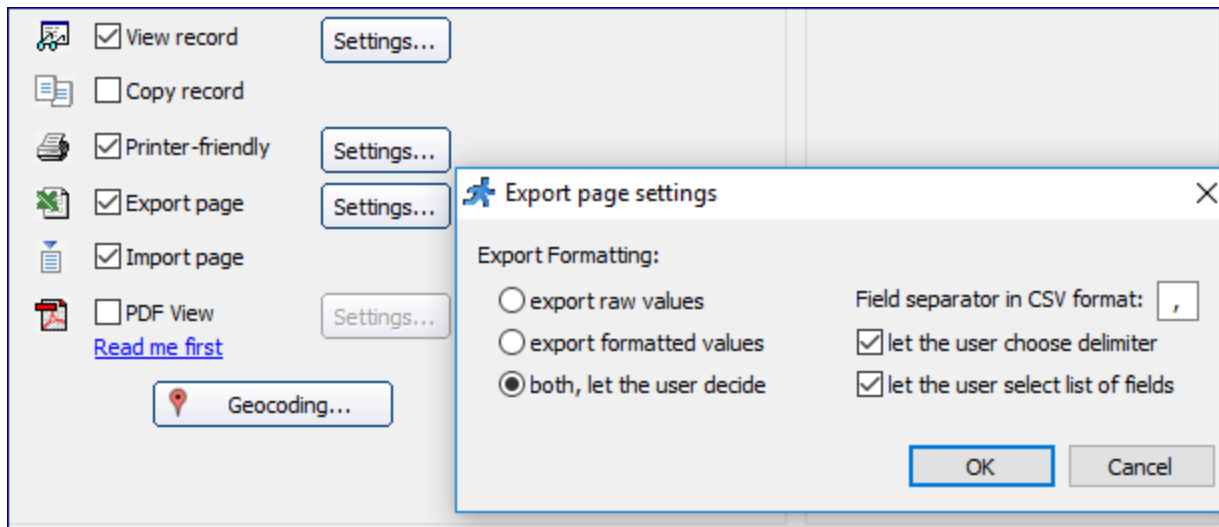 View record
Settings...
Copy record
Printer-friendly
Settings...
Export page
Settings...
Import page
PDF View
Settings...
Read me first
Geocoding...
Export page settings
Export Formatting:
export raw values
Field separator in CSV format: ,
export formatted values
let the user choose delimiter
both, let the user decide
let the user select list of fields
OK
Cancel